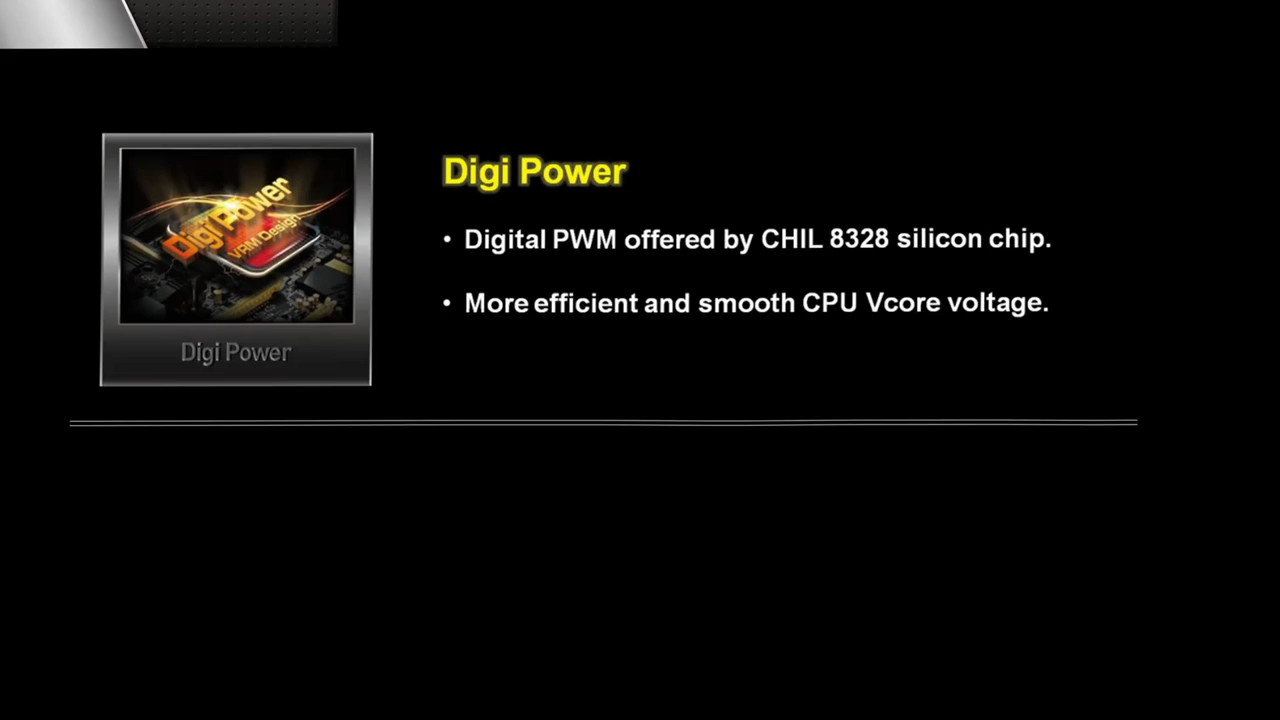 Digi Power
VRM Design
Digi Power
Digi Power
• Digital PWM offered by CHIL 8328 silicon chip.
• More efficient and smooth CPU Vcore voltage.